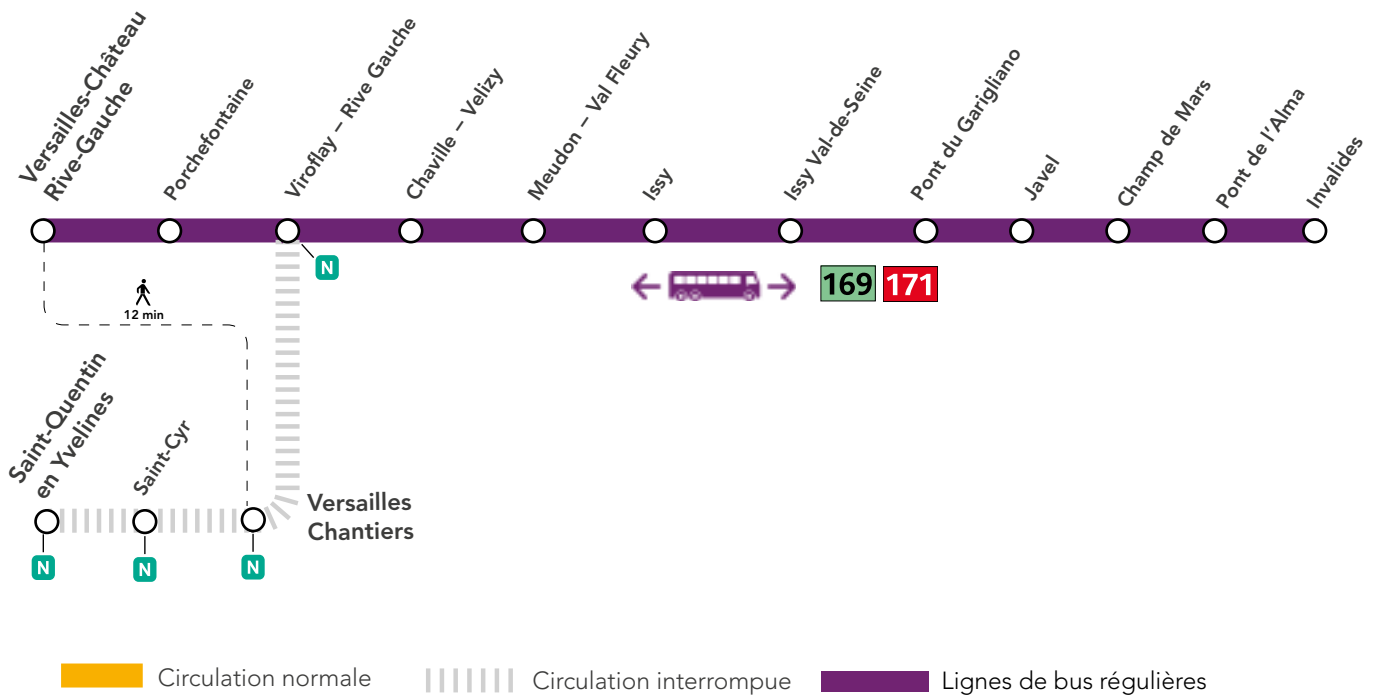 Versailles-Château
Rive-Gauche
Porchefontaine
Viroflay – Rive Gauche
Chaville – Velizy
Meudon – Val Fleury
Issy
Issy Val-de-Seine
Pont du Garigliano
Javel
Champ de Mars
Pont de l'Alma
Invalides
N
169 171
12 min
Saint-Quentin
en Yvelines
Saint-Cyr
Versailles
Chantiers
N N N
Circulation normale Circulation interrompue Lignes de bus régulières